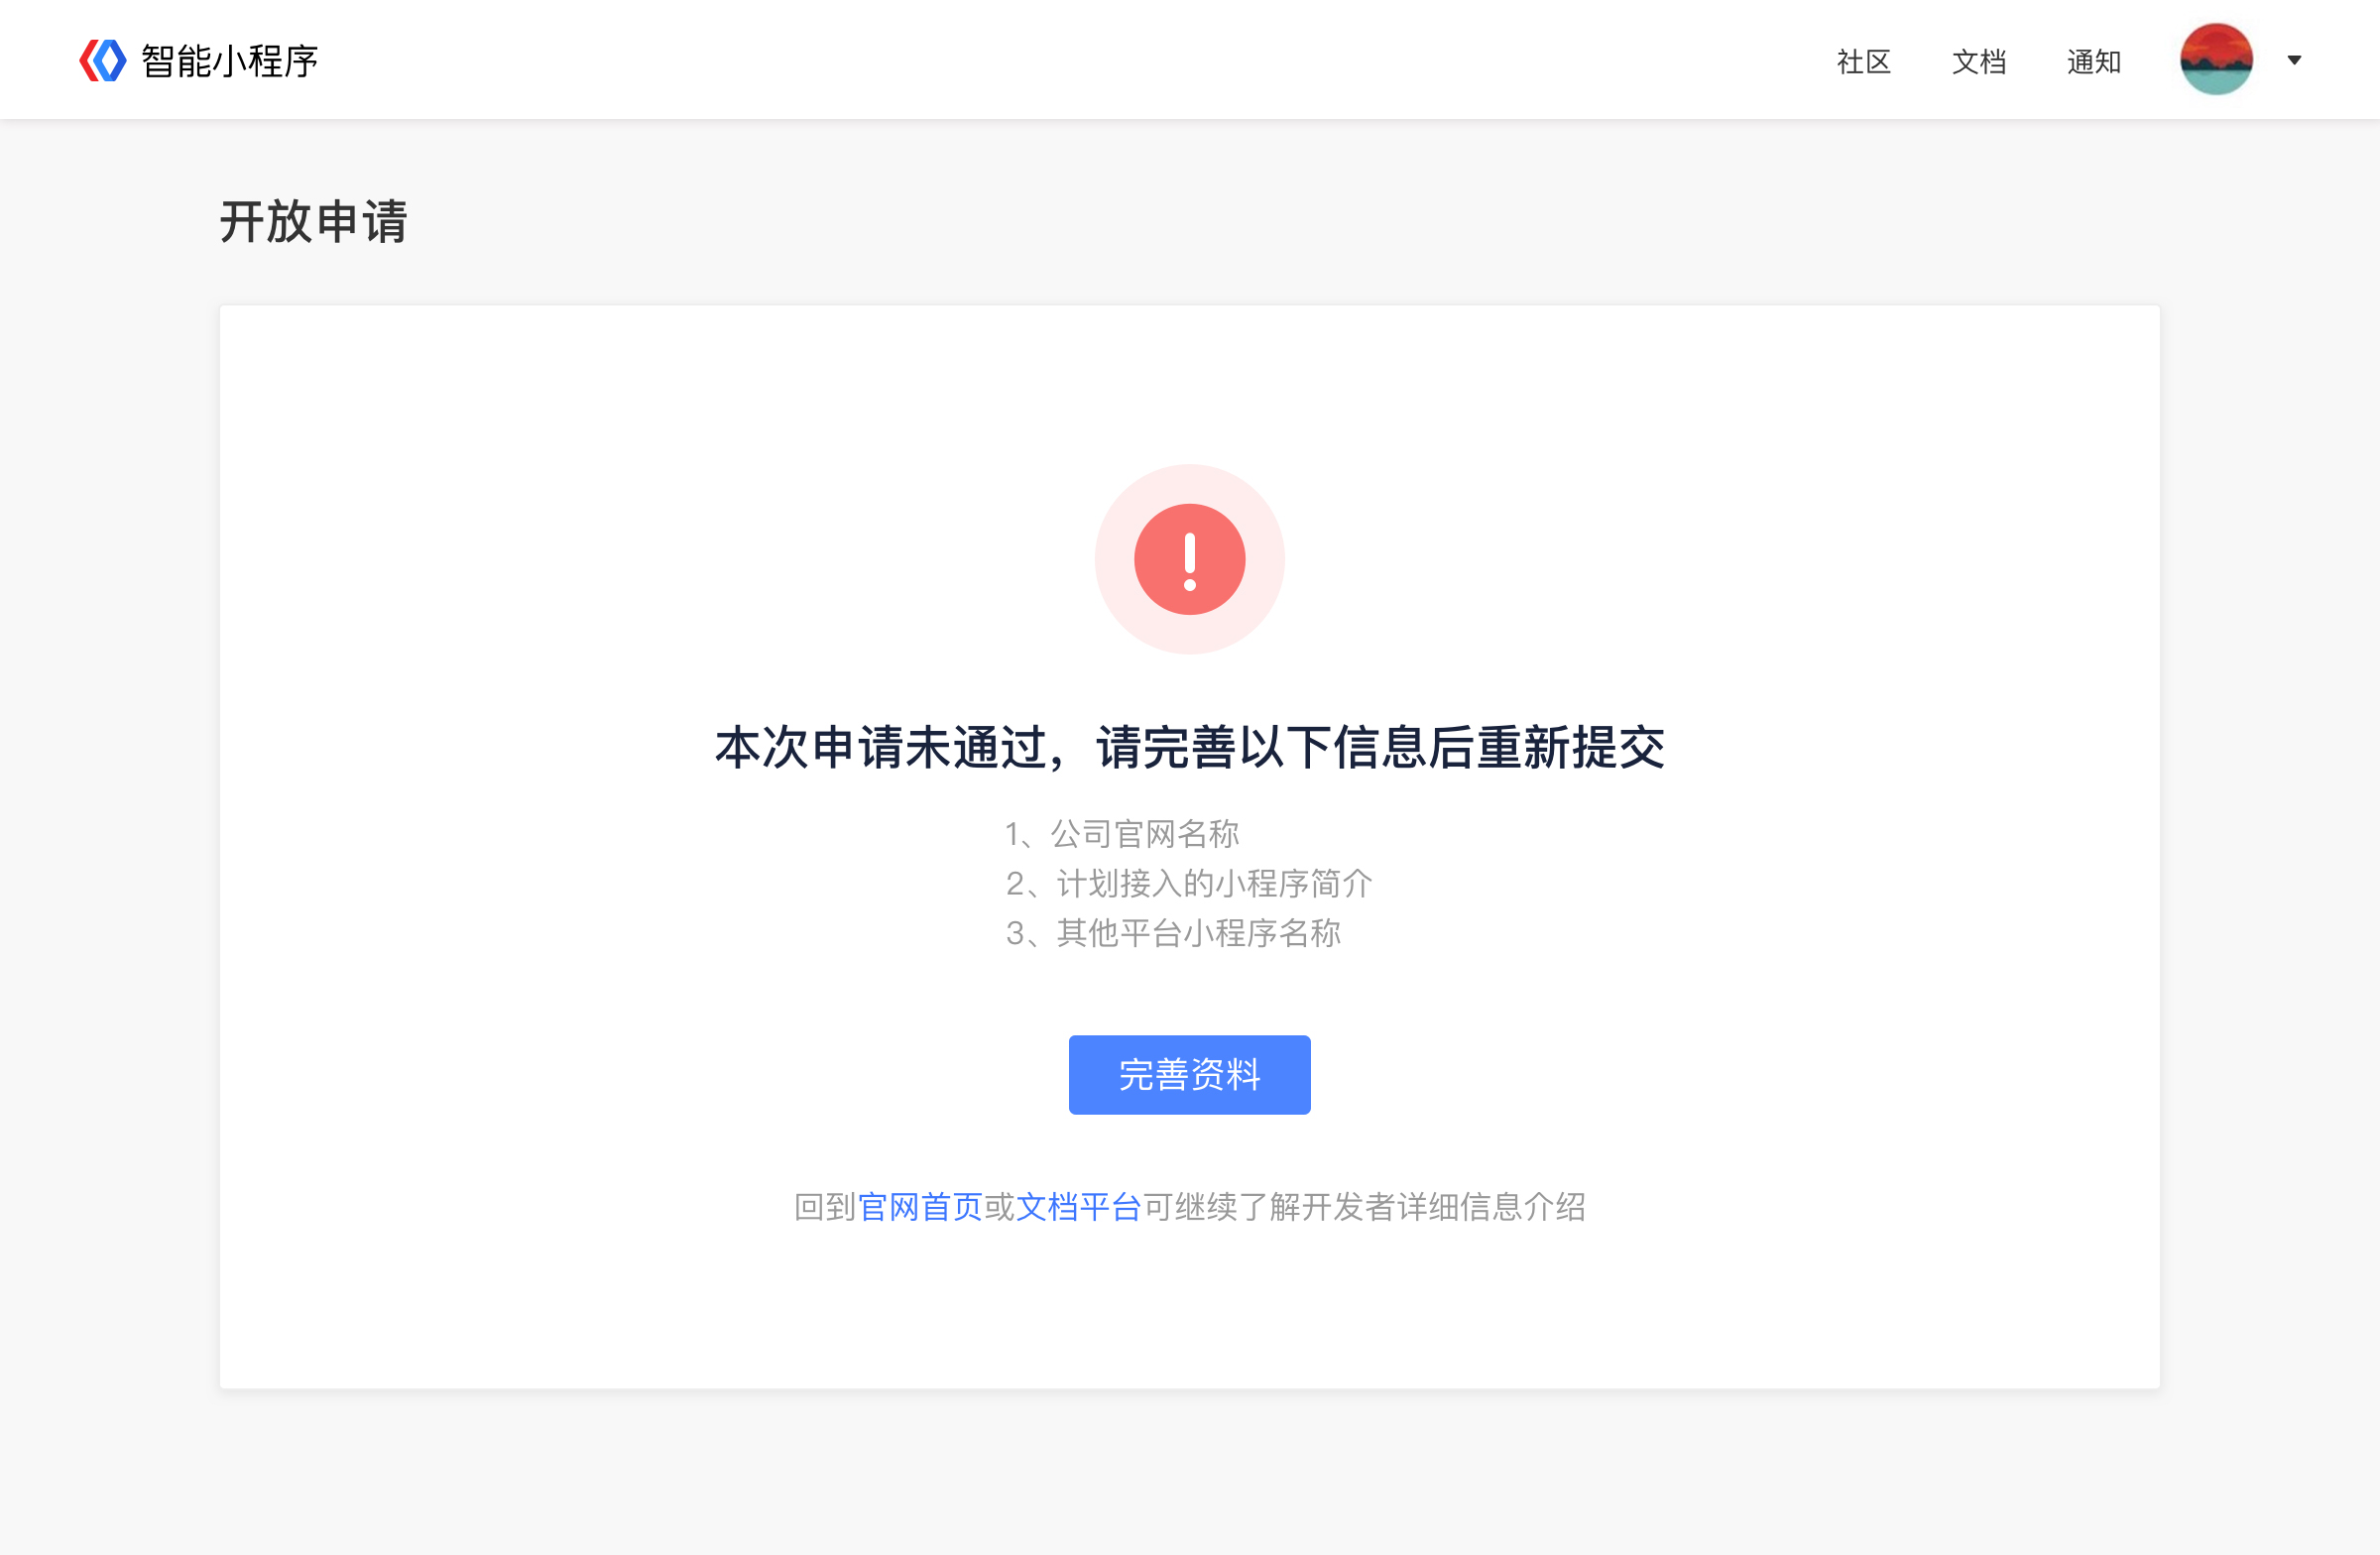 智能小程序
社区 文档 通知
开放申请
本次申请未通过，请完善以下信息后重新提交
1、公司官网名称
2、计划接入的小程序简介
3、其他平台小程序名称
完善资料
回到官网首页或文档平台可继续了解开发者详细信息介绍